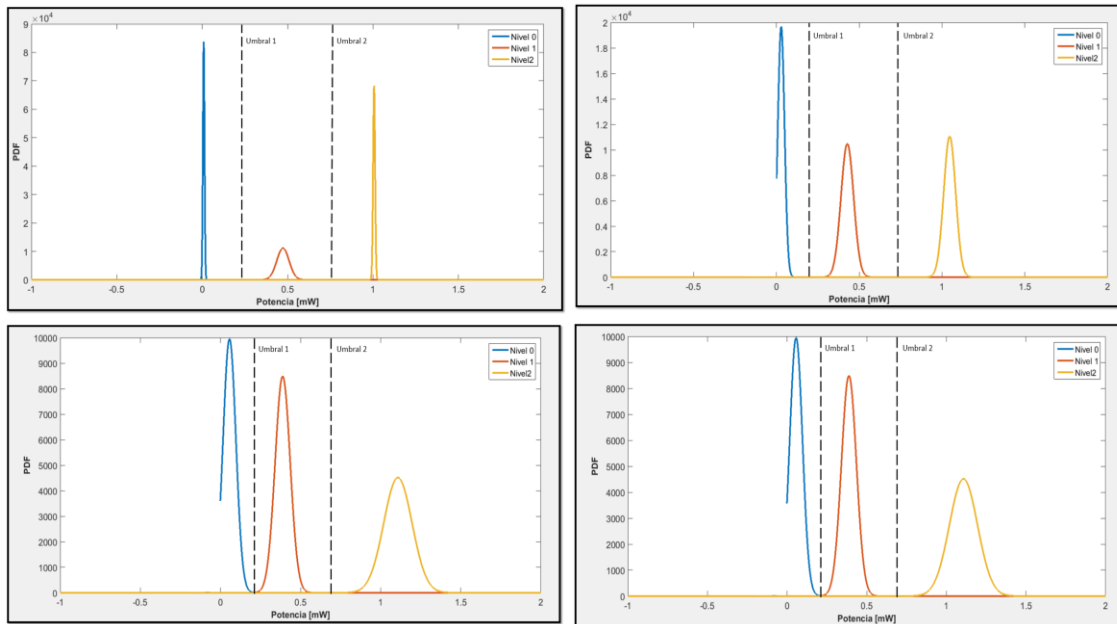 ×10⁴
9
8
7
6
5
4
3
2
1
0
PDF
Umbral 1
Umbral 2
Nivel 0
Nivel 1
Nivel2
-1 -0.5 0 0.5 1 1.5 2
Potencia [mW]
×10⁴
2
1.8
1.6
1.4
1.2
1
0.8
0.6
0.4
0.2
0
PDF
Umbral 1
Umbral 2
Nivel 0
Nivel 1
Nivel2
-1 -0.5 0 0.5 1 1.5 2
Potencia [mW]
10000
9000
8000
7000
6000
5000
4000
3000
2000
1000
0
PDF
Umbral 1
Umbral 2
Nivel 0
Nivel 1
Nivel2
-1 -0.5 0 0.5 1 1.5 2
Potencia [mW]
10000
9000
8000
7000
6000
5000
4000
3000
2000
1000
0
PDF
Umbral 1
Umbral 2
Nivel 0
Nivel 1
Nivel2
-1 -0.5 0 0.5 1 1.5 2
Potencia [mW]